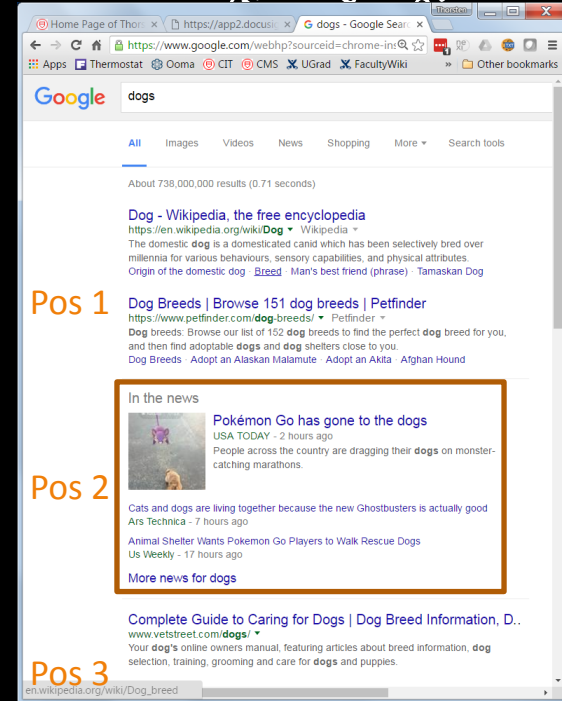 Thorsten
Home Page of Thors
https://app2.docusig
dogs - Google Searc
https://www.google.com/webhp?sourceid=chrome-ins
Apps
Thermostat
Ooma
CIT
CMS
UGrad
FacultyWiki
»
Other bookmarks
Google
dogs
All Images Videos News Shopping More Search tools
About 738,000,000 results (0.71 seconds)
Dog - Wikipedia, the free encyclopedia
https://en.wikipedia.org/wiki/Dog Wikipedia
The domestic dog is a domesticated canid which has been selectively bred over
millennia for various behaviours, sensory capabilities, and physical attributes.
Origin of the domestic dog · Breed · Man's best friend (phrase) · Tamaskan Dog
Pos 1
Dog Breeds | Browse 151 dog breeds | Petfinder
https://www.petfinder.com/dog-breeds/ Petfinder
Dog breeds: Browse our list of 152 dog breeds to find the perfect dog breed for you,
and then find adoptable dogs and dog shelters close to you.
Dog Breeds · Adopt an Alaskan Malamute · Adopt an Akita · Afghan Hound
In the news
Pokémon Go has gone to the dogs
USA TODAY - 2 hours ago
People across the country are dragging their dogs on monster-
catching marathons.
Pos 2
Cats and dogs are living together because the new Ghostbusters is actually good
Ars Technica - 7 hours ago
Animal Shelter Wants Pokemon Go Players to Walk Rescue Dogs
Us Weekly - 17 hours ago
More news for dogs
Complete Guide to Caring for Dogs | Dog Breed Information, D..
www.vetstreet.com/dogs/
Your dog's online owners manual, featuring articles about breed information, dog
selection, training, grooming and care for dogs and puppies.
Pos 3
en.wikipedia.org/wiki/Dog_breed